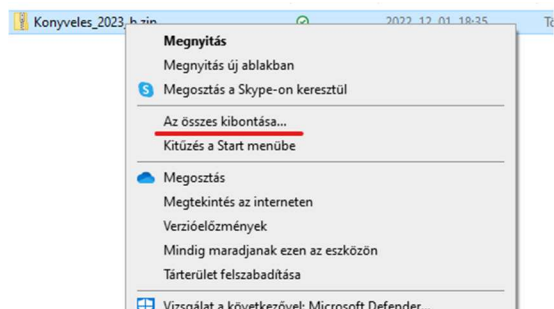 Konyveles_2023_b.zip 2022. 12. 01. 18:35
Megnyitás
Megnyitás új ablakban
Megosztás a Skype-on keresztül
Az összes kibontása...
Kitűzés a Start menübe
Megosztás
Megtekintés az interneten
Verzióelőzmények
Mindig maradjanak ezen az eszközön
Tárterület felszabadítása
Vizsgálat a következővel: Microsoft Defender...